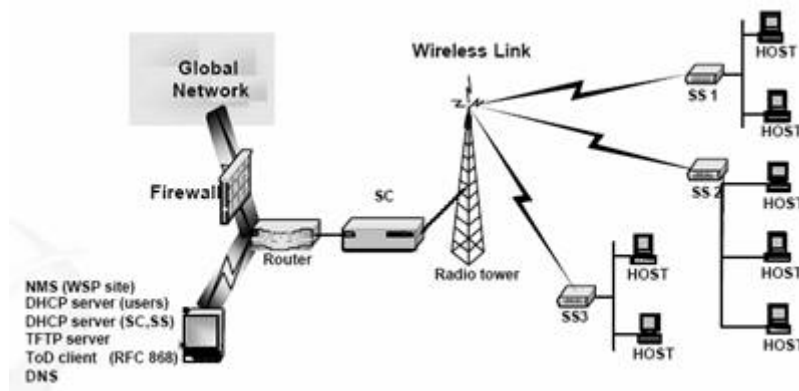 Global
Network
Wireless Link
Firewall
SC
Router
Radio tower
SS 1
HOST
HOST
SS 2
HOST
HOST
HOST
SS3
HOST
HOST
NMS (WSP site)
DHCP server (users)
DHCP server (SC,SS)
TFTP server
ToD client (RFC 868)
DNS